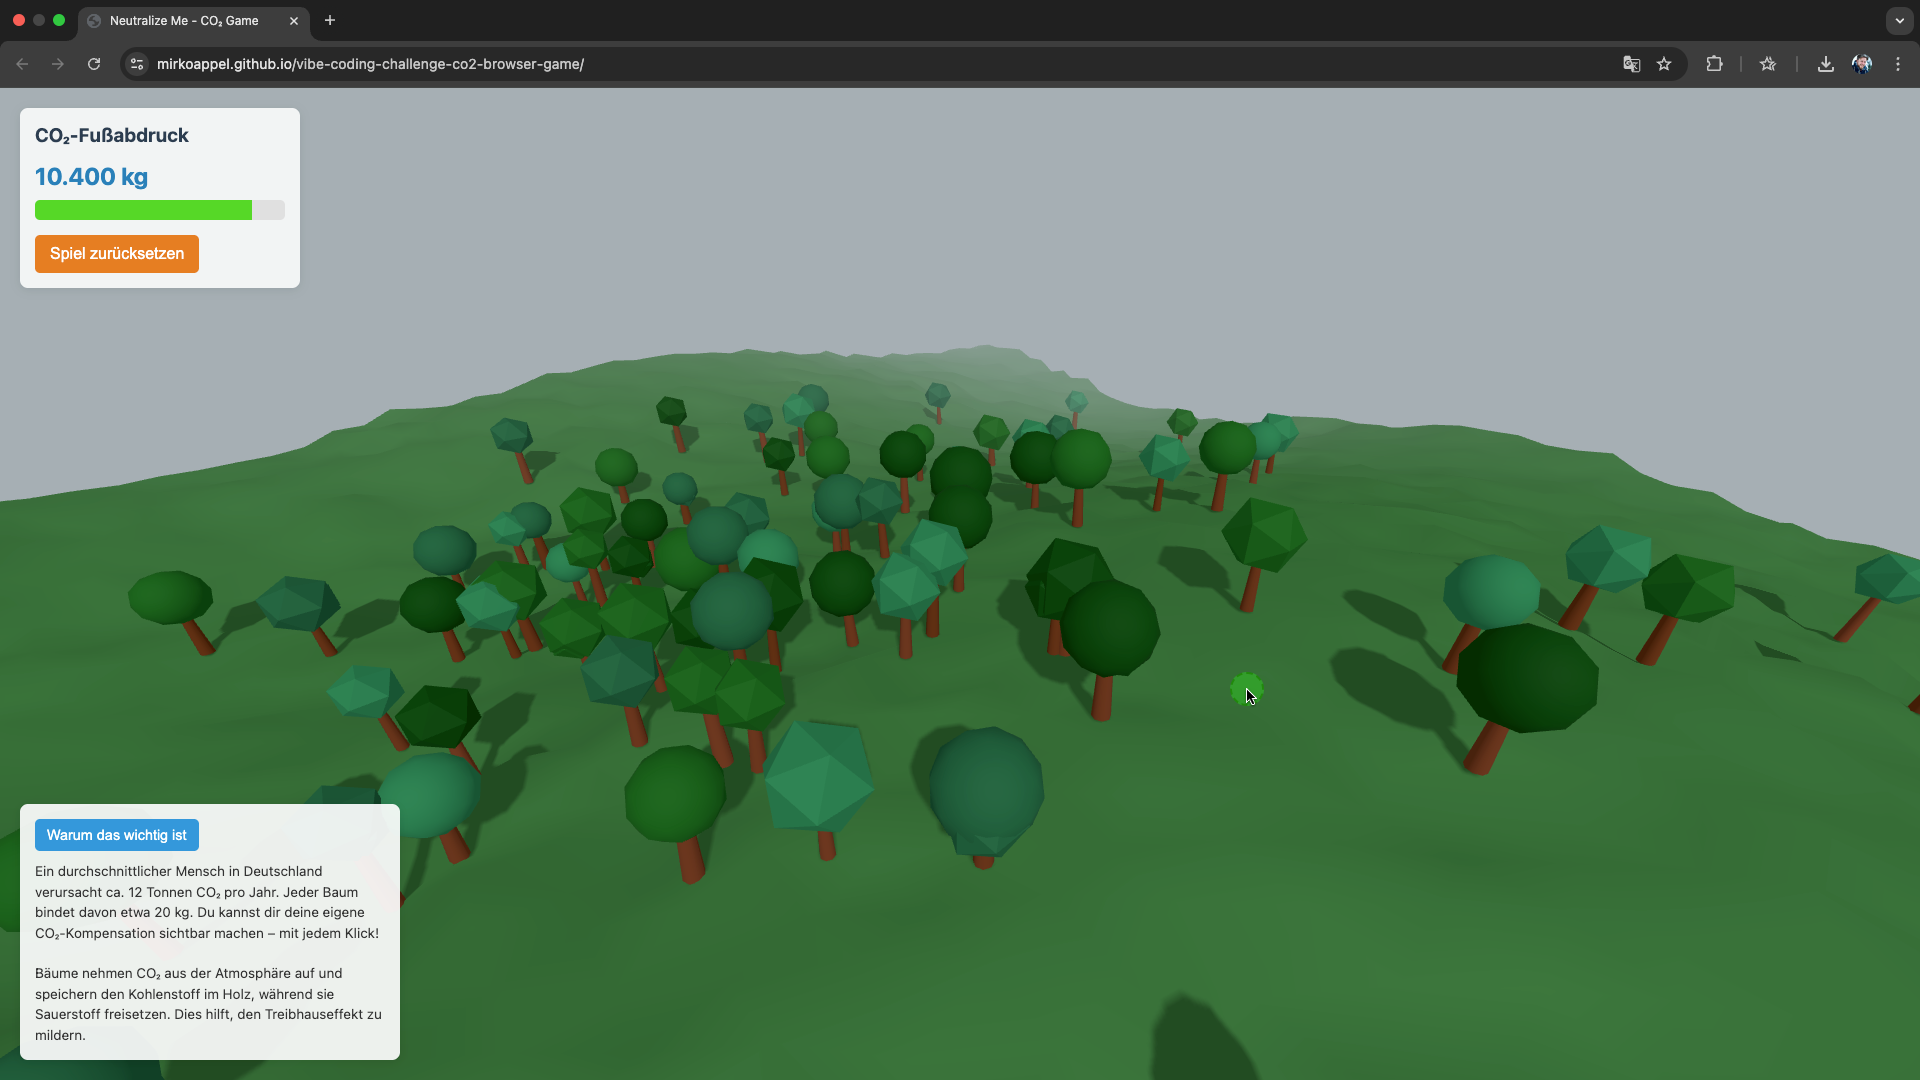 Neutralize Me - CO₂ Game
mirkoappel.github.io/vibe-coding-challenge-co2-browser-game/
CO₂-Fußabdruck
10.400 kg
Spiel zurücksetzen
Warum das wichtig ist
Ein durchschnittlicher Mensch in Deutschland
verursacht ca. 12 Tonnen CO₂ pro Jahr. Jeder Baum
bindet davon etwa 20 kg. Du kannst dir deine eigene
CO₂-Kompensation sichtbar machen – mit jedem Klick!
Bäume nehmen CO₂ aus der Atmosphäre auf und
speichern den Kohlenstoff im Holz, während sie
Sauerstoff freisetzen. Dies hilft, den Treibhauseffekt zu
mildern.